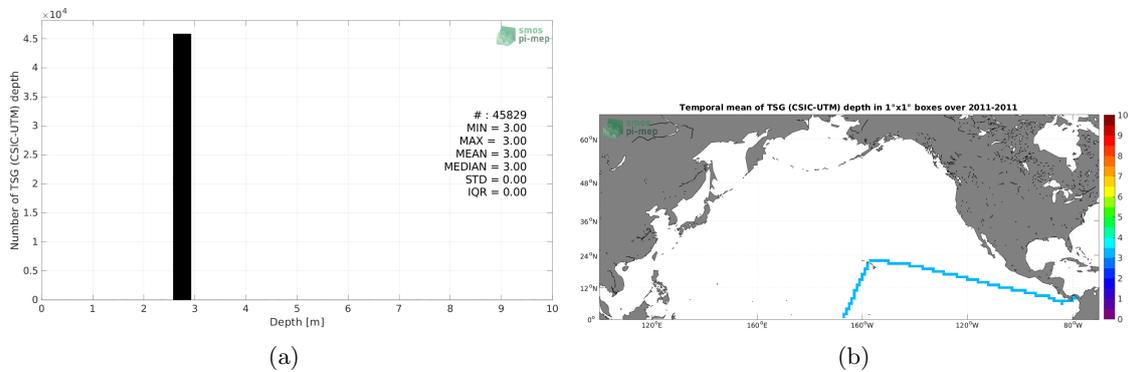 ×10⁴
4.5
4
3.5
3
2.5
2
1.5
1
0.5
0
Number of TSG (CSIC-UTM) depth
smos
pi-mep
# : 45829
MIN = 3.00
MAX = 3.00
MEAN = 3.00
MEDIAN = 3.00
STD = 0.00
IQR = 0.00
0 1 2 3 4 5 6 7 8 9 10
Depth [m]
(a)
Temporal mean of TSG (CSIC-UTM) depth in 1°x1° boxes over 2011-2011
smos
pi-mep
60°N
48°N
36°N
24°N
12°N
0°
120°E 160°E 160°W 120°W 80°W
10
9
8
7
6
5
4
3
2
1
0
(b)